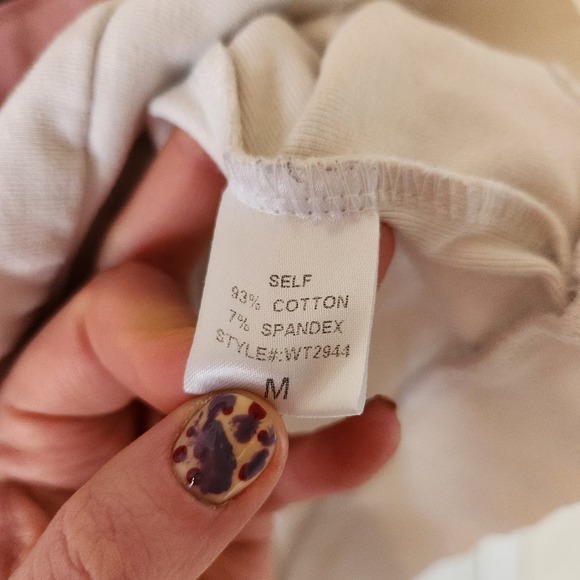 SELF
93% COTTON
7% SPANDEX
STYLE#:WT2944
M